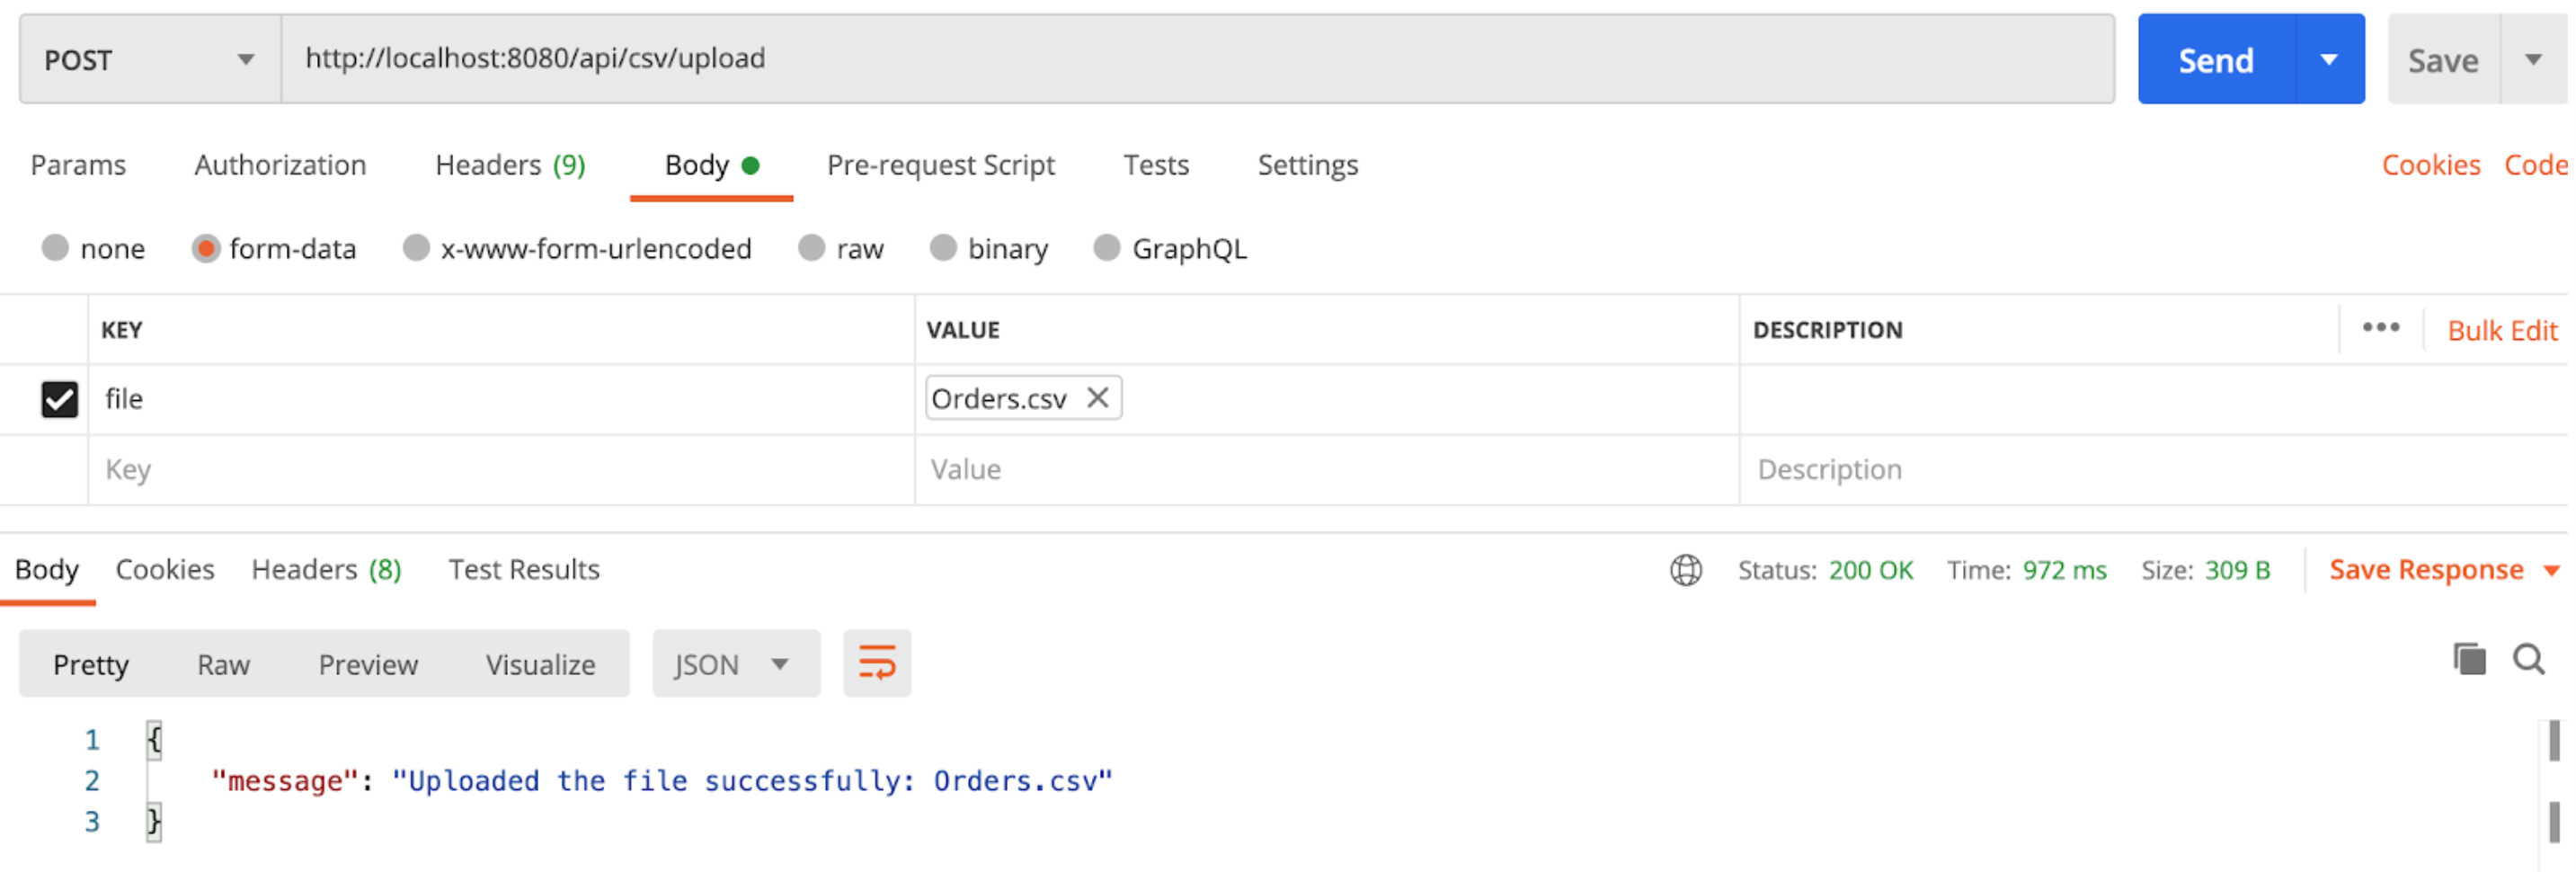 POST http://localhost:8080/api/csv/upload Send Save
Params Authorization Headers (9) Body Pre-request Script Tests Settings Cookies Code
none form-data x-www-form-urlencoded raw binary GraphQL
KEY VALUE DESCRIPTION ••• Bulk Edit
file Orders.csv
Key Value Description
Body Cookies Headers (8) Test Results Status: 200 OK Time: 972 ms Size: 309 B Save Response
Pretty Raw Preview Visualize JSON
1 {
2 "message": "Uploaded the file successfully: Orders.csv"
3 }